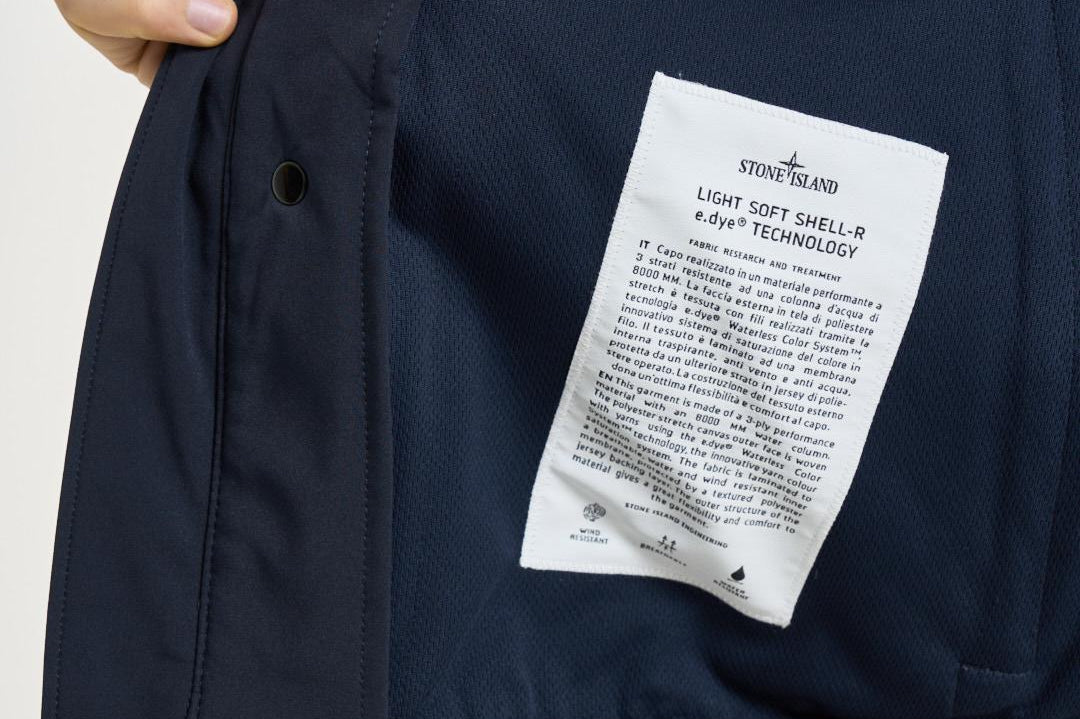 STONE ISLAND
LIGHT SOFT SHELL-R
e.dye® TECHNOLOGY
FABRIC RESEARCH AND TREATMENT
IT Capo realizzato in un materiale performante a
3 strati resistente ad una colonna d'acqua di
8000 MM. La faccia esterna in tela di poliestere
stretch è tessuta con fili realizzati tramite la
tecnologia e.dye® Waterless Color System™,
innovativo sistema di saturazione del colore in
filo. Il tessuto è laminato ad una membrana
interna traspirante, anti vento e anti acqua,
protetta da un ulteriore strato in jersey di polie-
stere operato. La costruzione del tessuto esterno
dona un'ottima flessibilità e comfort al capo.
EN This garment is made of a 3-ply performance
material with an 8000 MM water column.
The polyester stretch canvas outer face is woven
with yarns using the e.dye® Waterless Color
System™ technology, the innovative yarn colour
saturation system. The fabric is laminated to
a breathable, water and wind resistant inner
membrane, protected by a textured polyester
jersey backing layer. The outer structure of the
material gives a great flexibility and comfort to
the garment.
STONE ISLAND ENGINEERING
WIND
RESISTANT
BREATHABLE
WATER
RESISTANT